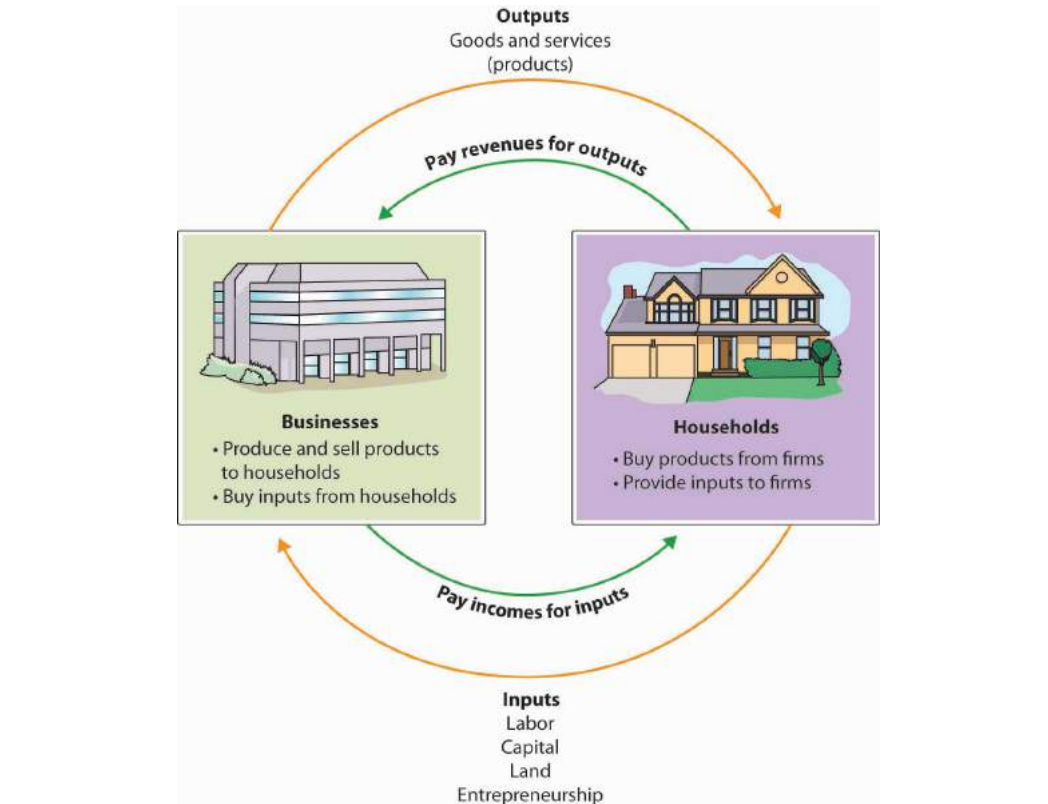 Outputs
Goods and services
(products)
Pay revenues for outputs
Businesses
• Produce and sell products
to households
• Buy inputs from households
Households
• Buy products from firms
• Provide inputs to firms
Pay incomes for inputs
Inputs
Labor
Capital
Land
Entrepreneurship